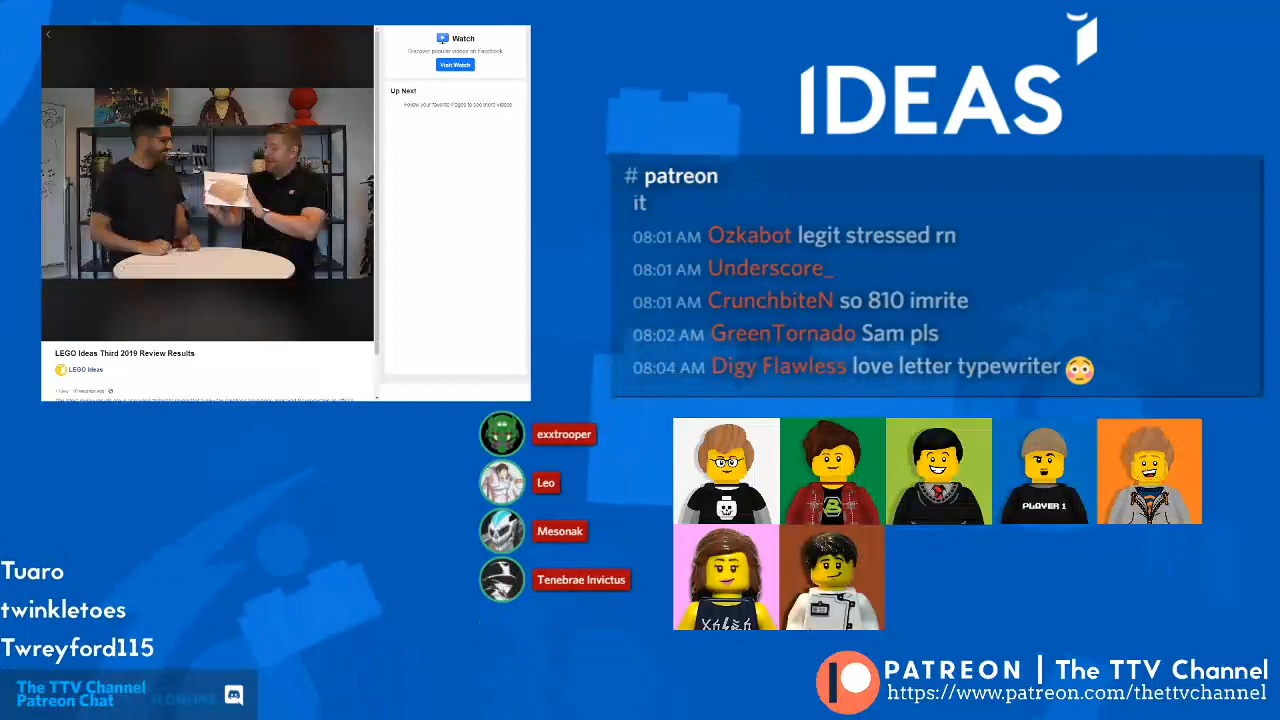 Watch
Discover popular videos on Facebook
Visit Watch
Up Next
Follow your favorite Pages to see more videos
LEGO Ideas Third 2019 Review Results
LEGO Ideas
IDEAS
# patreon
it
08:01 AM Ozkabot legit stressed rn
08:01 AM Underscore_
08:01 AM CrunchbiteN so 810 imrite
08:02 AM GreenTornado Sam pls
08:04 AM Digy Flawless love letter typewriter 😳
exxtrooper
Leo
Mesonak
Tenebrae Invictus
PLAYER 1
Tuaro
twinkletoes
Twreyford115
The TTV Channel
Patreon Chat
PATREON | The TTV Channel
https://www.patreon.com/thettvchannel